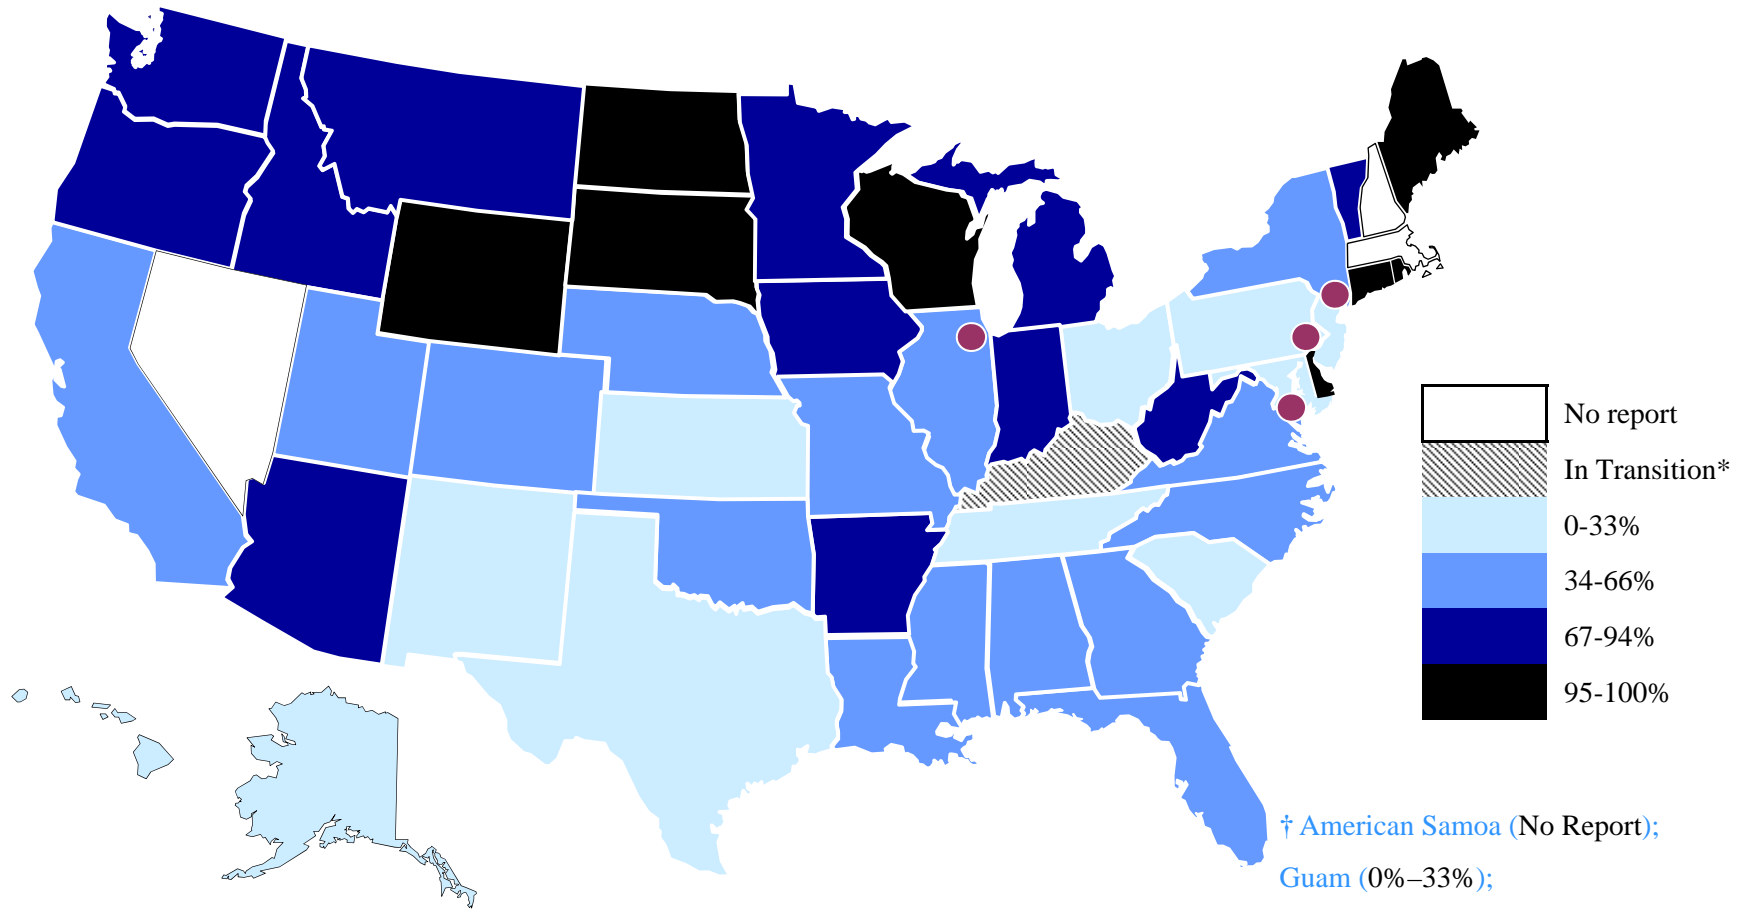 No report
In Transition*
0-33%
34-66%
67-94%
95-100%
† American Samoa (No Report);
Guam (0%–33%);